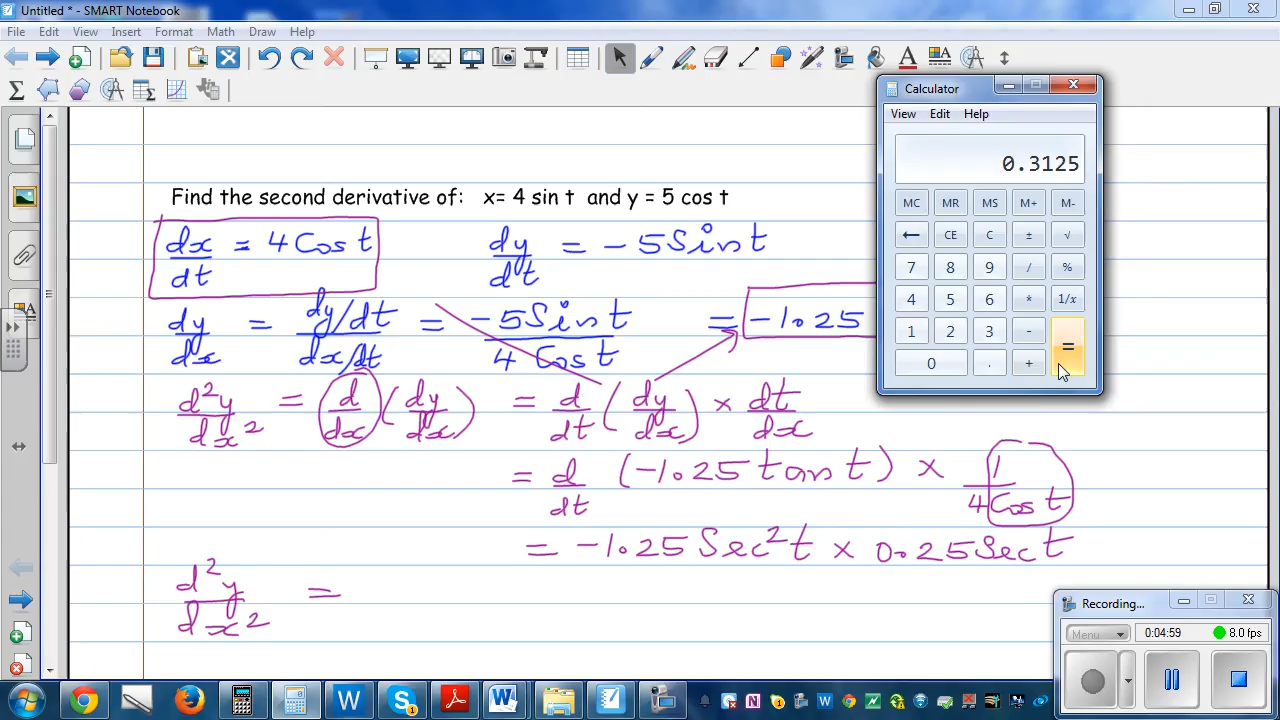 Untitled * - SMART Notebook
File Edit View Insert Format Math Draw Help
Calculator
View Edit Help
0.3125
MC MR MS M+ M-
← CE C ± √
7 8 9 / %
4 5 6 * 1/x
1 2 3 - =
0 . +
Find the second derivative of: x= 4 sin t and y = 5 cos t
dx/dt = 4 Cos t dy/dt = -5 Sin t
dy/dx = (dy/dt)/(dx/dt) = (-5 Sin t)/(4 Cos t) = -1.25
d²y/dx² = d/dx (dy/dx) = d/dt (dy/dx) × dt/dx
= d/dt (-1.25 tan t) × 1/(4 Cos t)
= -1.25 Sec²t × 0.25 Sec t
d²y/dx² =
Recording...
Menu 0:04:59 8.0 fps